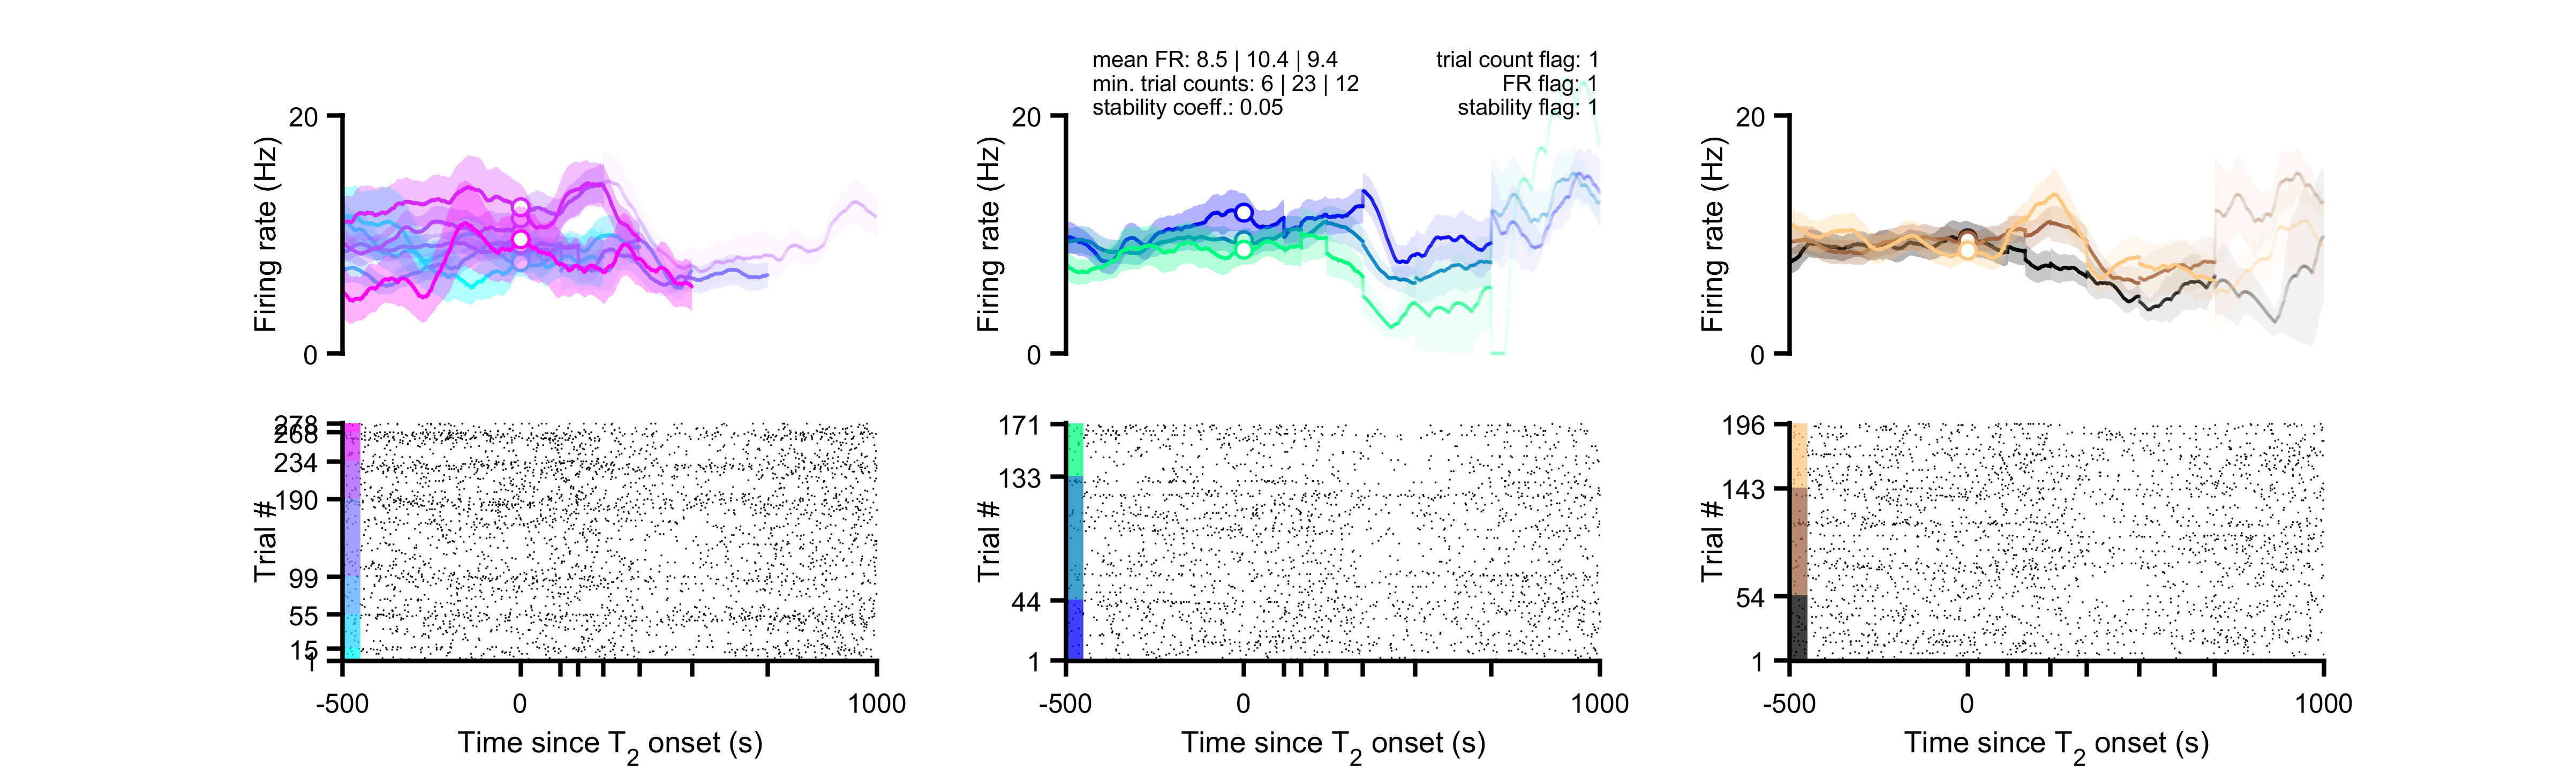 mean FR: 8.5 | 10.4 | 9.4
trial count flag: 1
min. trial counts: 6 | 23 | 12
FR flag: 1
stability coeff.: 0.05
stability flag: 1
20
Firing rate (Hz)
0
20
Firing rate (Hz)
0
20
Firing rate (Hz)
0
278
268
234
190
99
55
15
1
Trial #
-500
0
1000
Time since T2 onset (s)
171
133
44
1
Trial #
-500
0
1000
Time since T2 onset (s)
196
143
54
1
Trial #
-500
0
1000
Time since T2 onset (s)